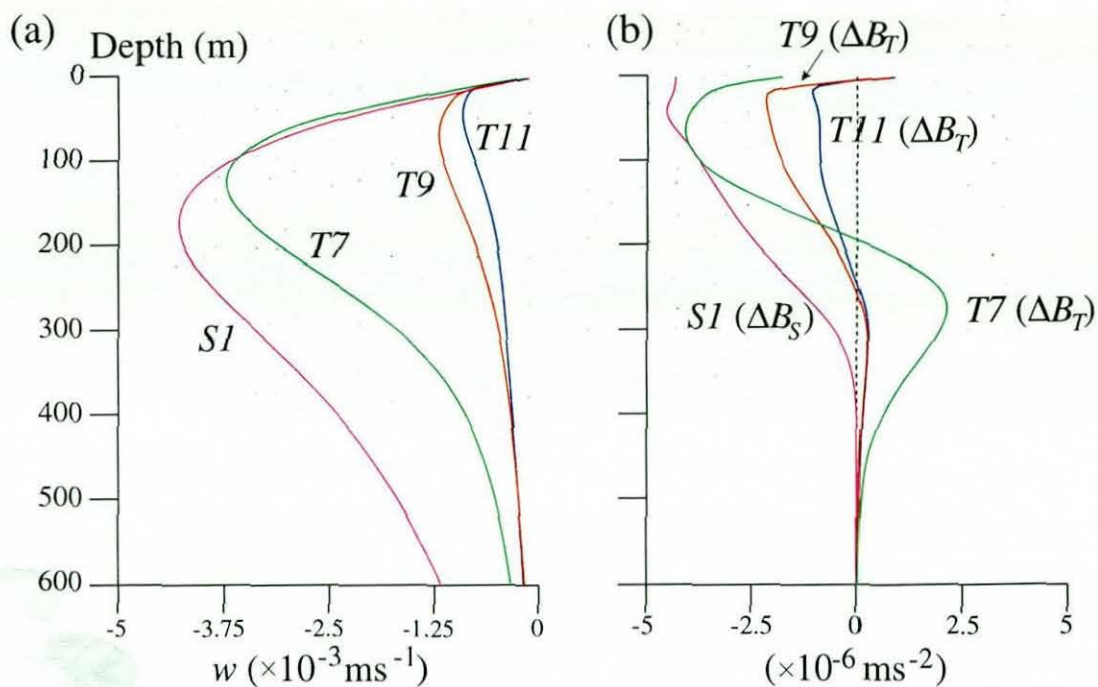 (a) Depth (m)
0
100
200
300
400
500
600
T11
T9
T7
S1
-5 -3.75 -2.5 -1.25 0
w (×10⁻³ ms⁻¹)
(b)
T9 (ΔB_T)
T11 (ΔB_T)
S1 (ΔB_S)
T7 (ΔB_T)
-5 -2.5 0 2.5 5
(×10⁻⁶ ms⁻²)